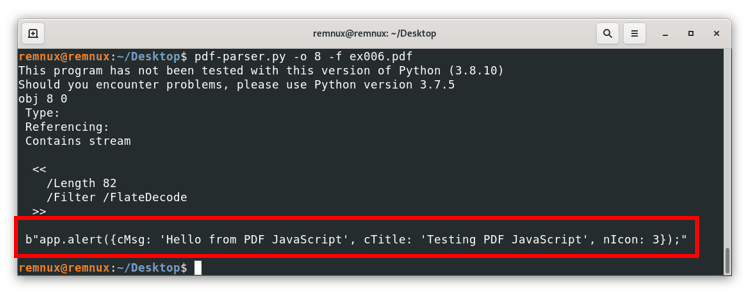 remnux@remnux: ~/Desktop
remnux@remnux:~/Desktop$ pdf-parser.py -o 8 -f ex006.pdf
This program has not been tested with this version of Python (3.8.10)
Should you encounter problems, please use Python version 3.7.5
obj 8 0
Type:
Referencing:
Contains stream
<<
/Length 82
/Filter /FlateDecode
>>
b"app.alert({cMsg: 'Hello from PDF JavaScript', cTitle: 'Testing PDF JavaScript', nIcon: 3});"
remnux@remnux:~/Desktop$